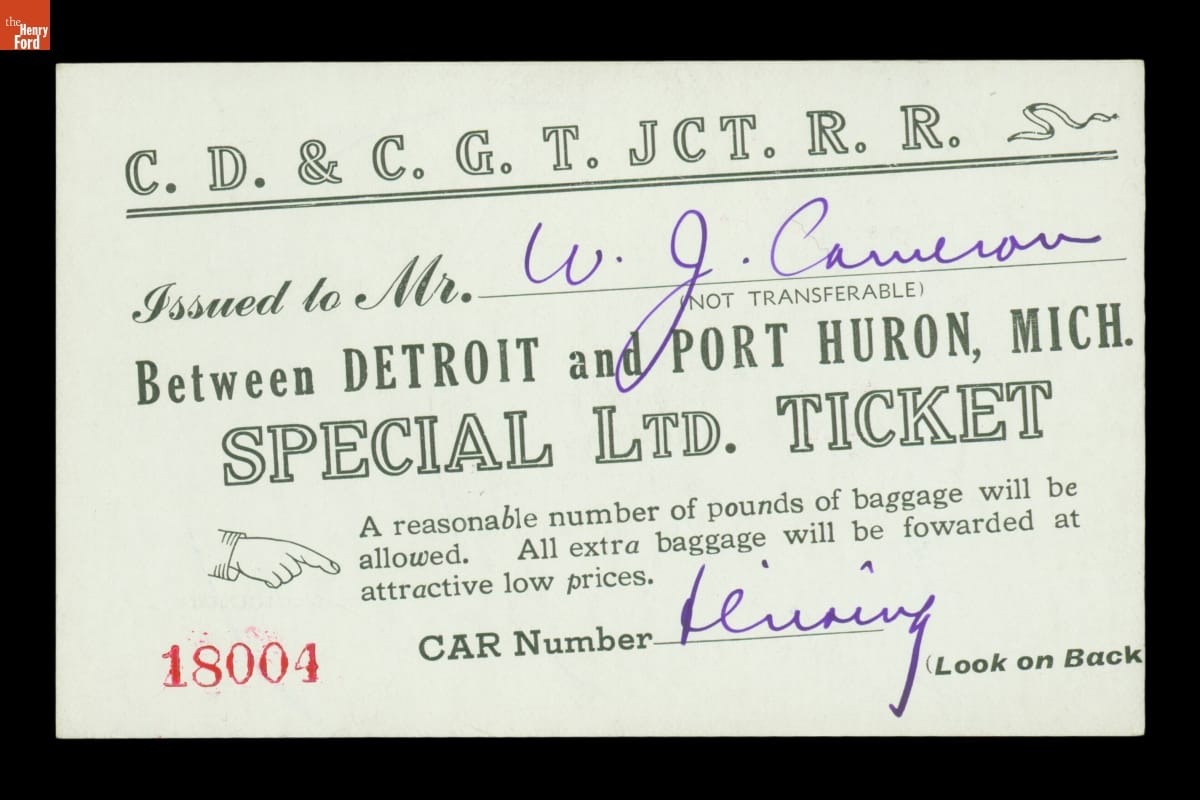 the
Henry
Ford
C. D. & C. G. T. JCT. R. R.
Issued to Mr. W. J. Cameron
(NOT TRANSFERABLE)
Between DETROIT and PORT HURON, MICH.
SPECIAL LTD. TICKET
A reasonable number of pounds of baggage will be
allowed. All extra baggage will be fowarded at
attractive low prices.
CAR Number
18004
(Look on Back